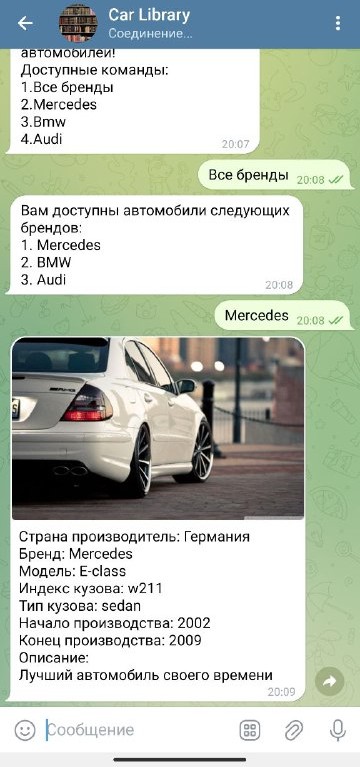 Car Library
Соединение...
автомобилей!
Доступные команды:
1.Все бренды
2.Mercedes
3.Bmw
4.Audi
20:07
Все бренды 20:08
Вам доступны автомобили следующих
брендов:
1. Mercedes
2. BMW
3. Audi
20:08
Mercedes 20:08
AMG
Страна производитель: Германия
Бренд: Mercedes
Модель: E-class
Индекс кузова: w211
Тип кузова: sedan
Начало производства: 2002
Конец производства: 2009
Описание:
Лучший автомобиль своего времени
20:09
Сообщение